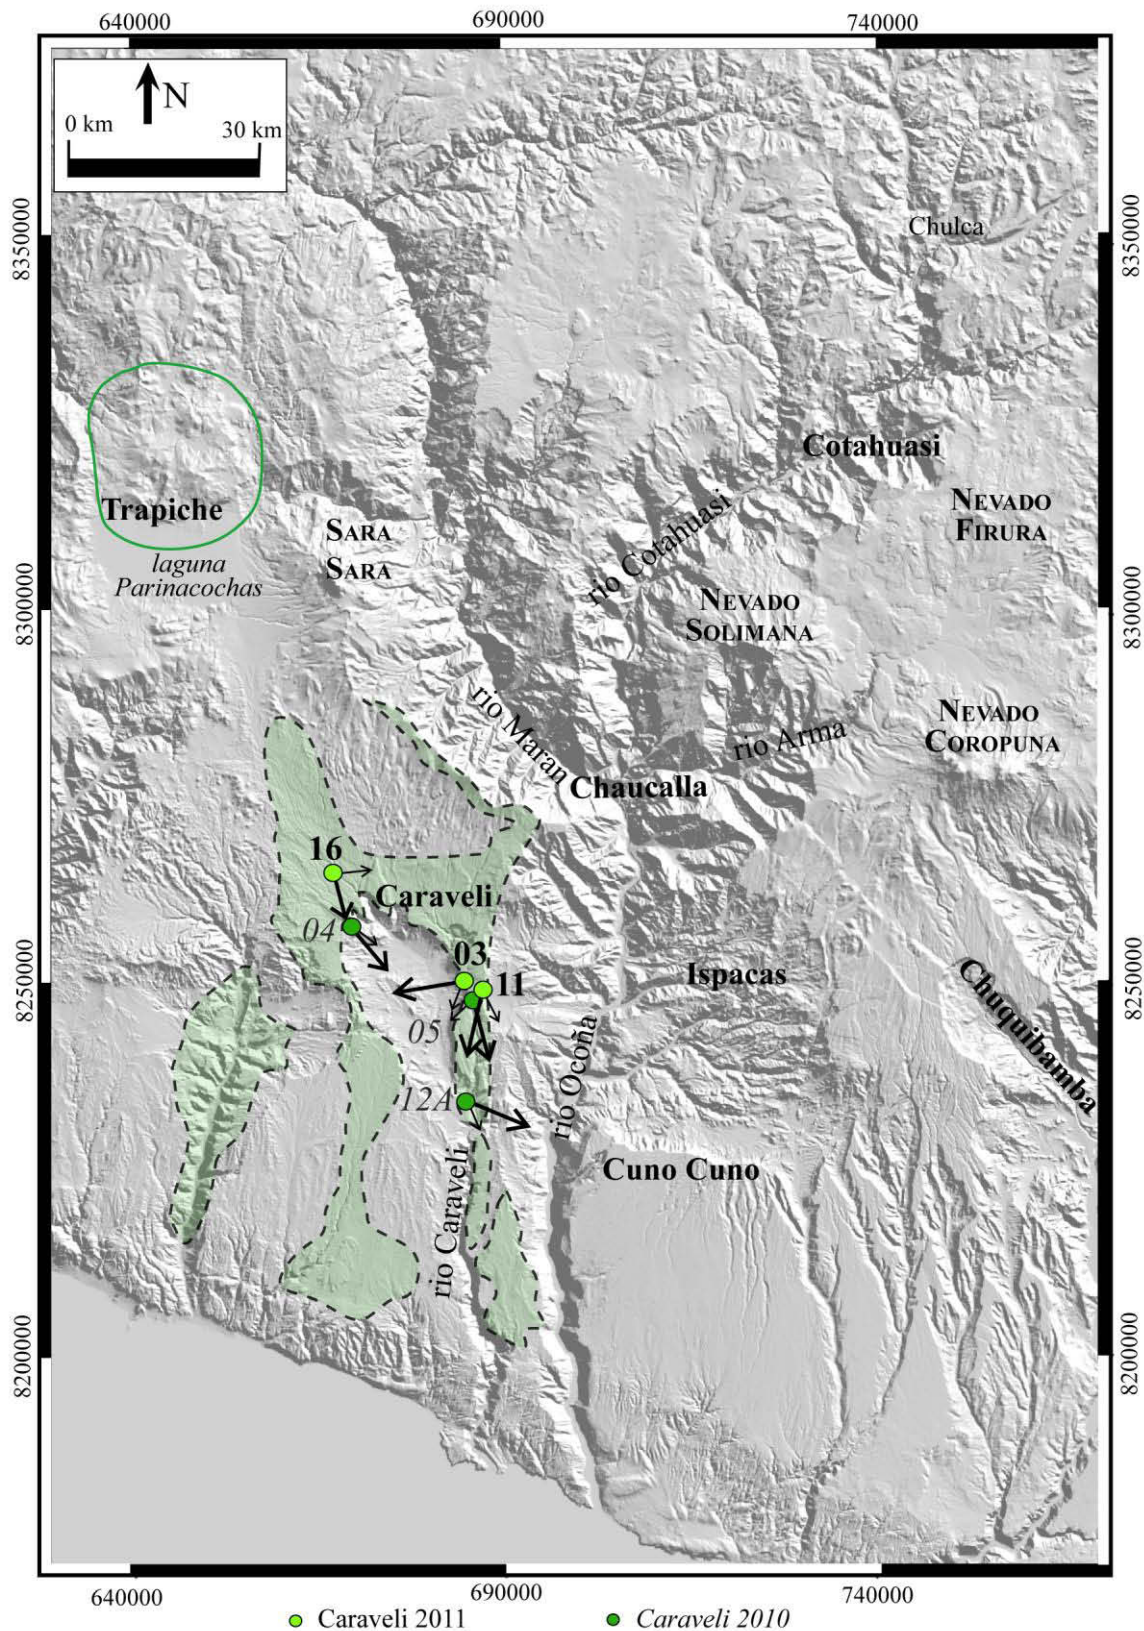 640000
690000
740000
N
0 km
30 km
8350000
8350000
Chulca
Cotahuasi
Trapiche
SARA
SARA
NEVADO
FIRURA
laguna
Parinacochas
rio Cotahuasi
NEVADO
SOLIMANA
8300000
8300000
rio Maran
rio Arma
NEVADO
COROPUNA
Chaucalla
16
Caraveli
04
03
11
Ispacas
8250000
8250000
Chuquibamba
05
rio Ocoña
12A
Cuno Cuno
rio Caraveli
8200000
8200000
640000
690000
740000
Caraveli 2011
Caraveli 2010